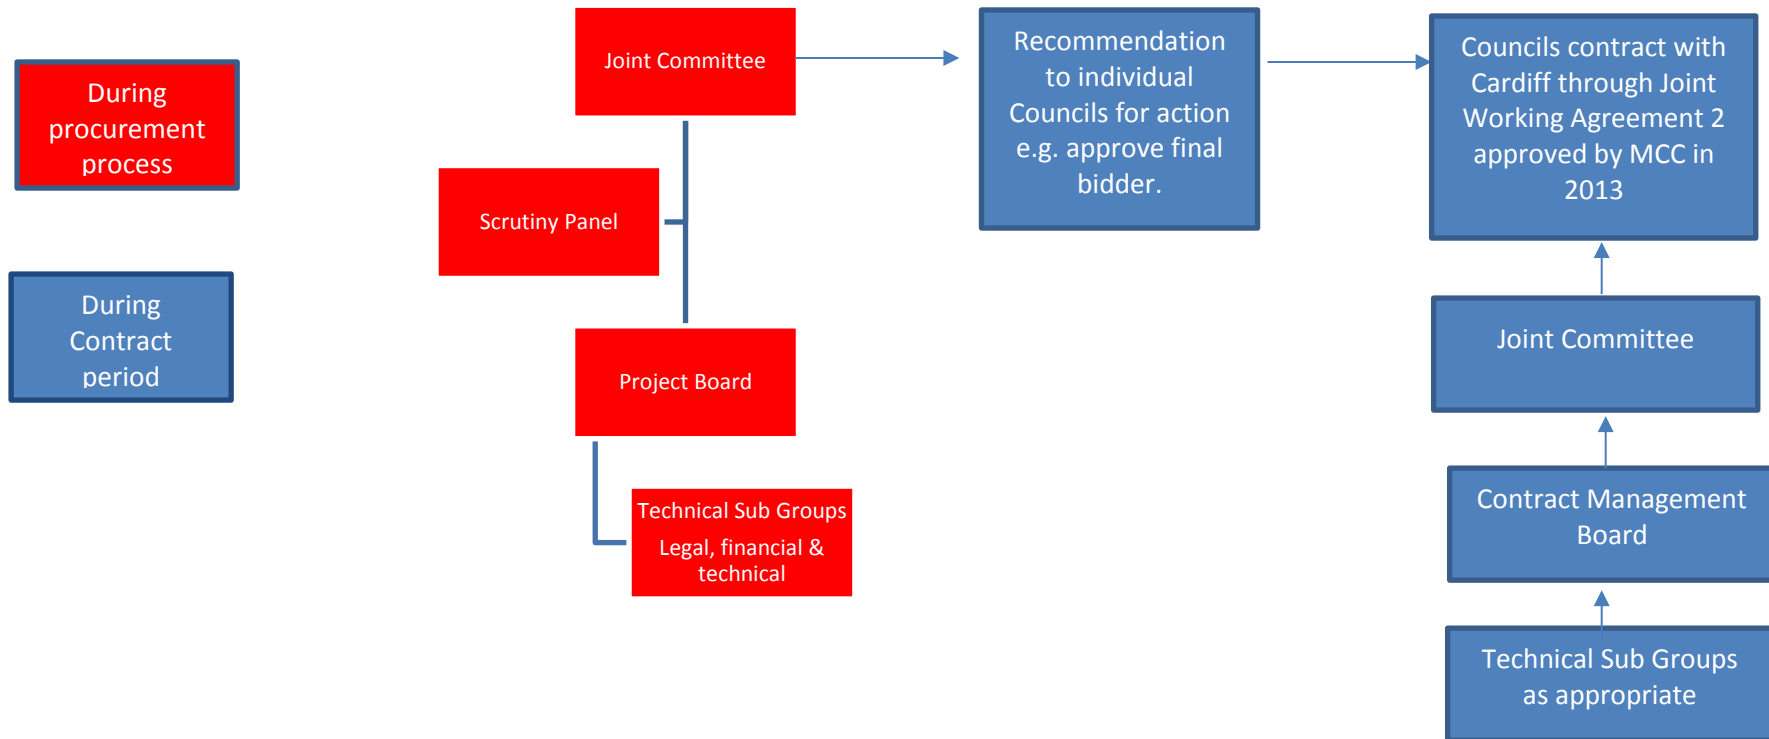 During
procurement
process
During
Contract
period
Joint Committee
Scrutiny Panel
Project Board
Technical Sub Groups
Legal, financial &
technical
Recommendation
to individual
Councils for action
e.g. approve final
bidder.
Councils contract with
Cardiff through Joint
Working Agreement 2
approved by MCC in
2013
Joint Committee
Contract Management
Board
Technical Sub Groups
as appropriate